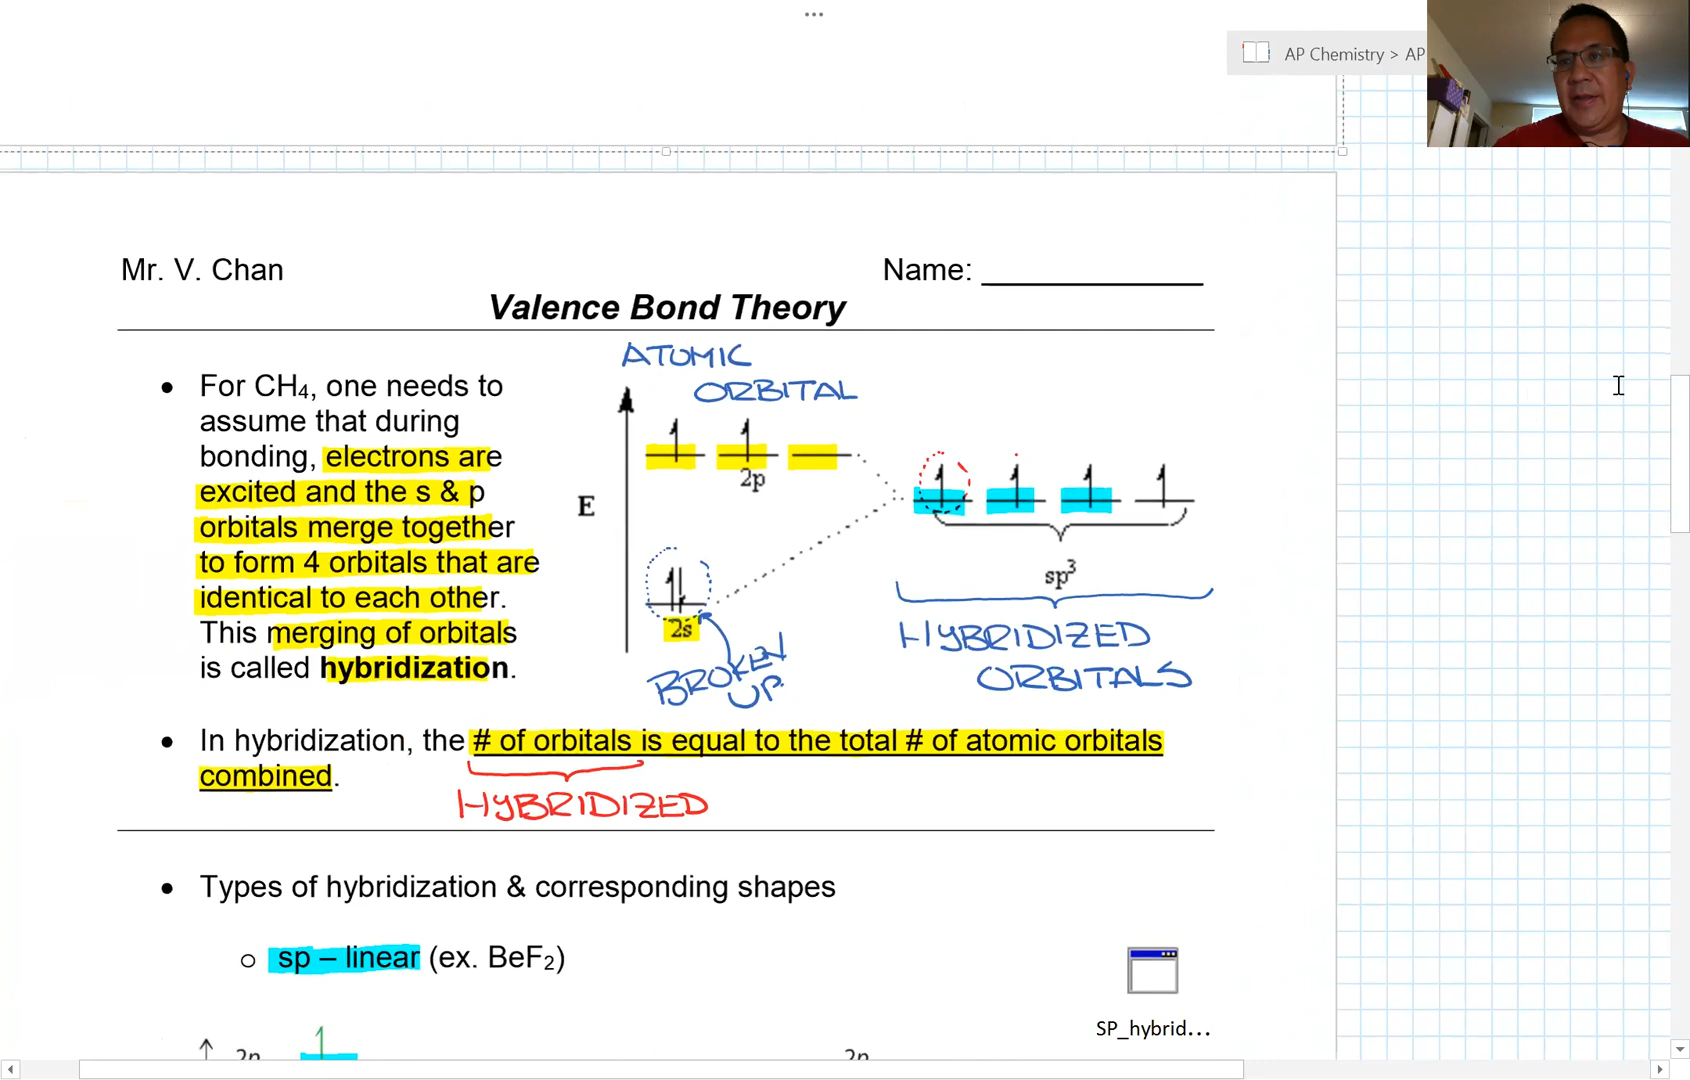 AP Chemistry > AP
Mr. V. Chan
Name:
Valence Bond Theory
ATOMIC
ORBITAL
• For CH₄, one needs to
assume that during
bonding, electrons are
excited and the s & p
orbitals merge together
to form 4 orbitals that are
identical to each other.
This merging of orbitals
is called hybridization.
E
2p
2s
BROKEN
UP.
sp³
HYBRIDIZED
ORBITALS
• In hybridization, the # of orbitals is equal to the total # of atomic orbitals
combined.
HYBRIDIZED
• Types of hybridization & corresponding shapes
o sp – linear (ex. BeF₂)
SP_hybrid...
2p
2p